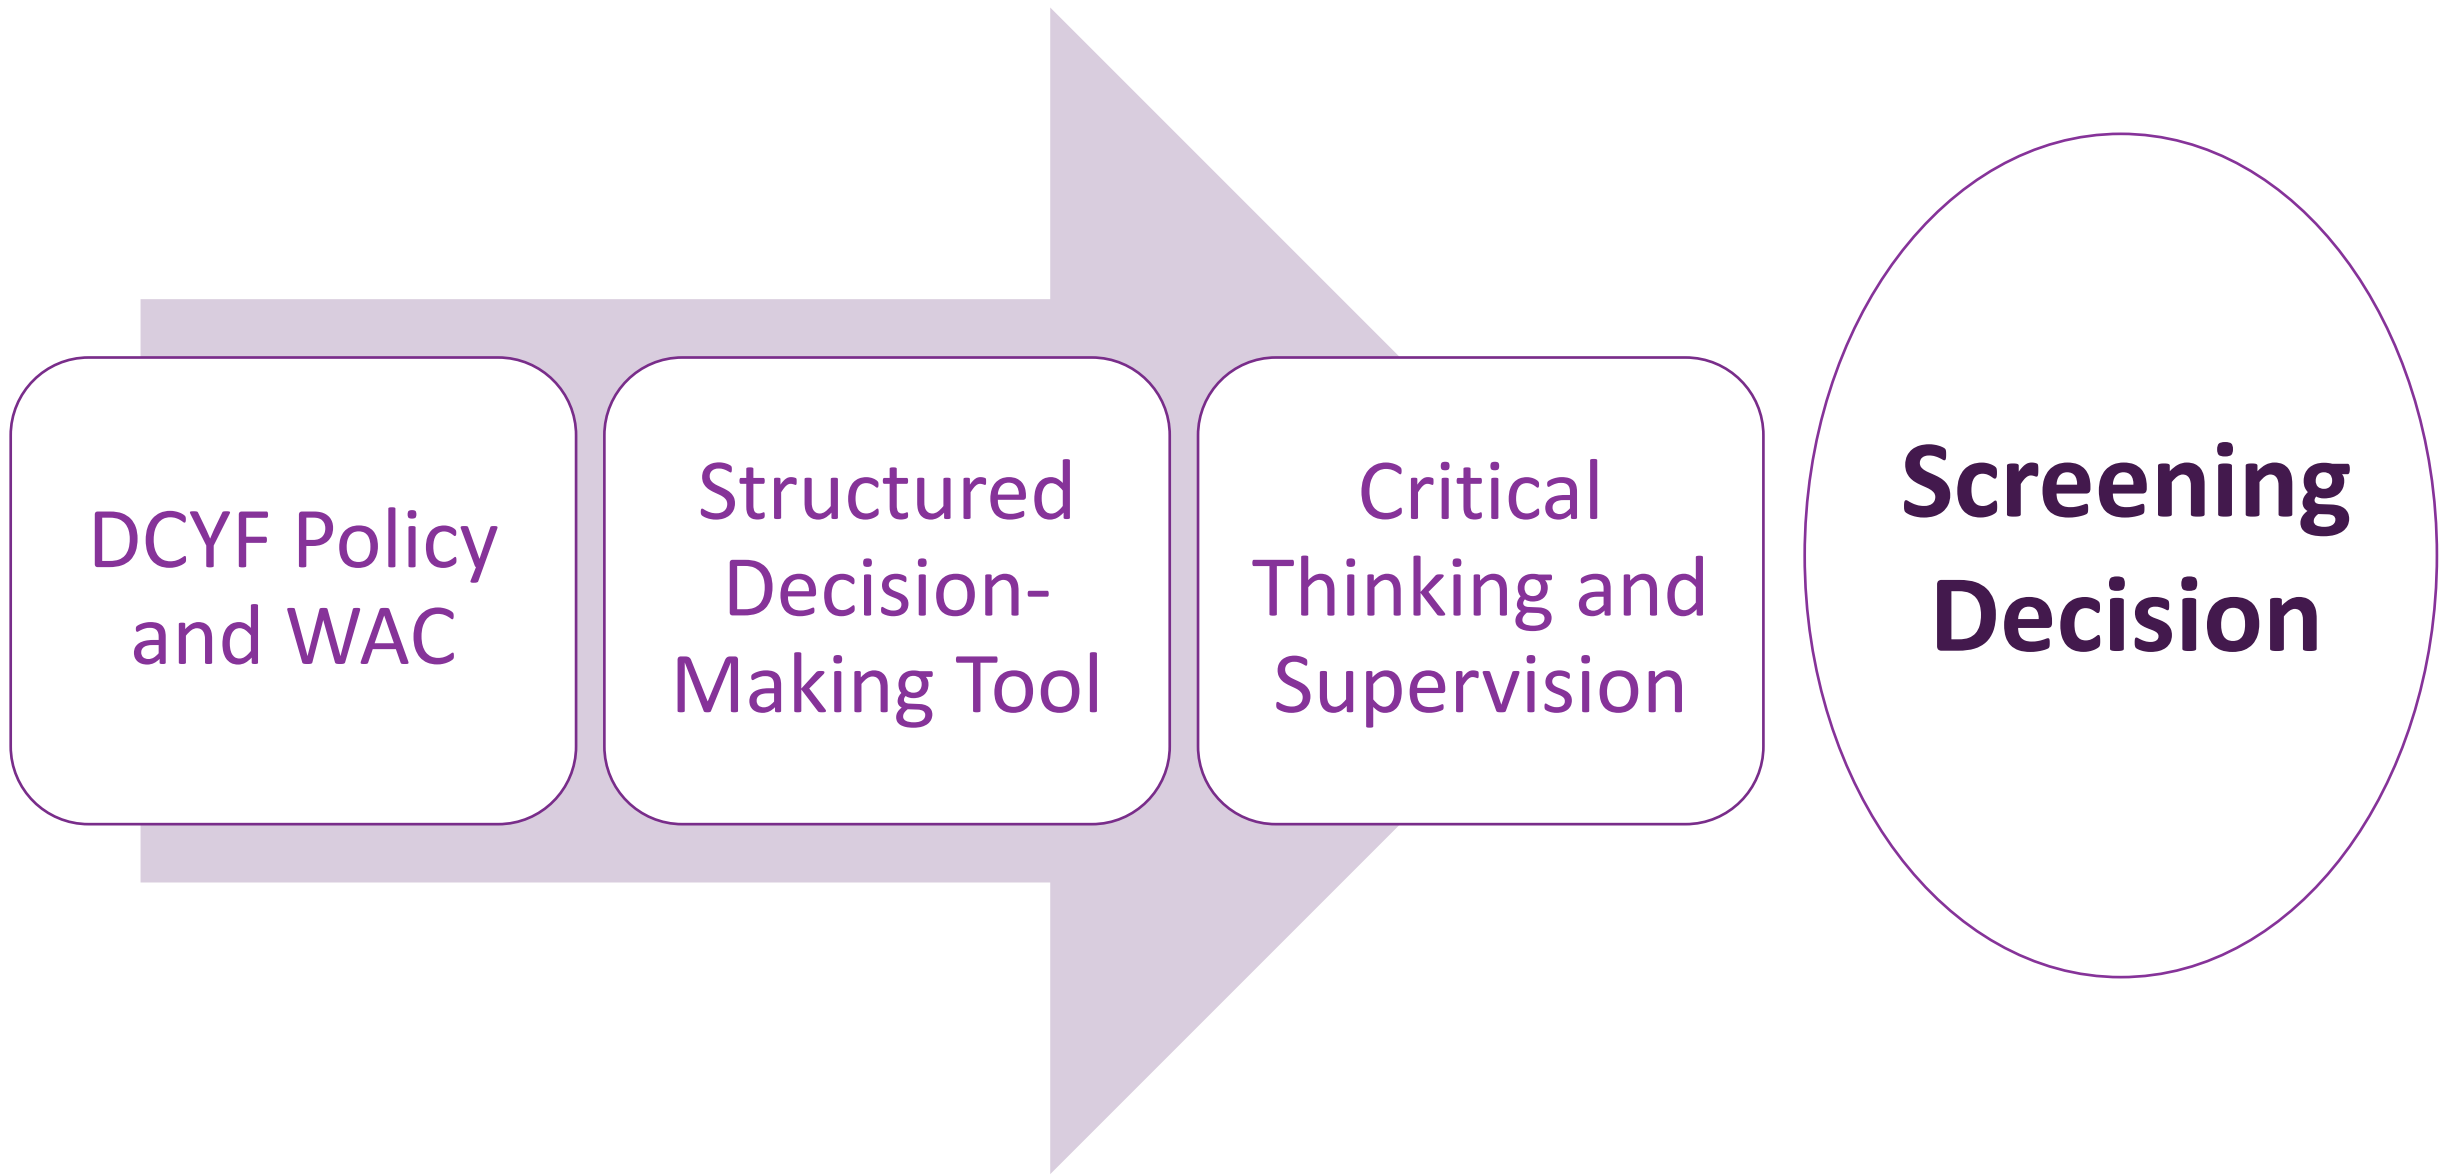 DCYF Policy
and WAC
Structured
Decision-
Making Tool
Critical
Thinking and
Supervision
Screening
Decision